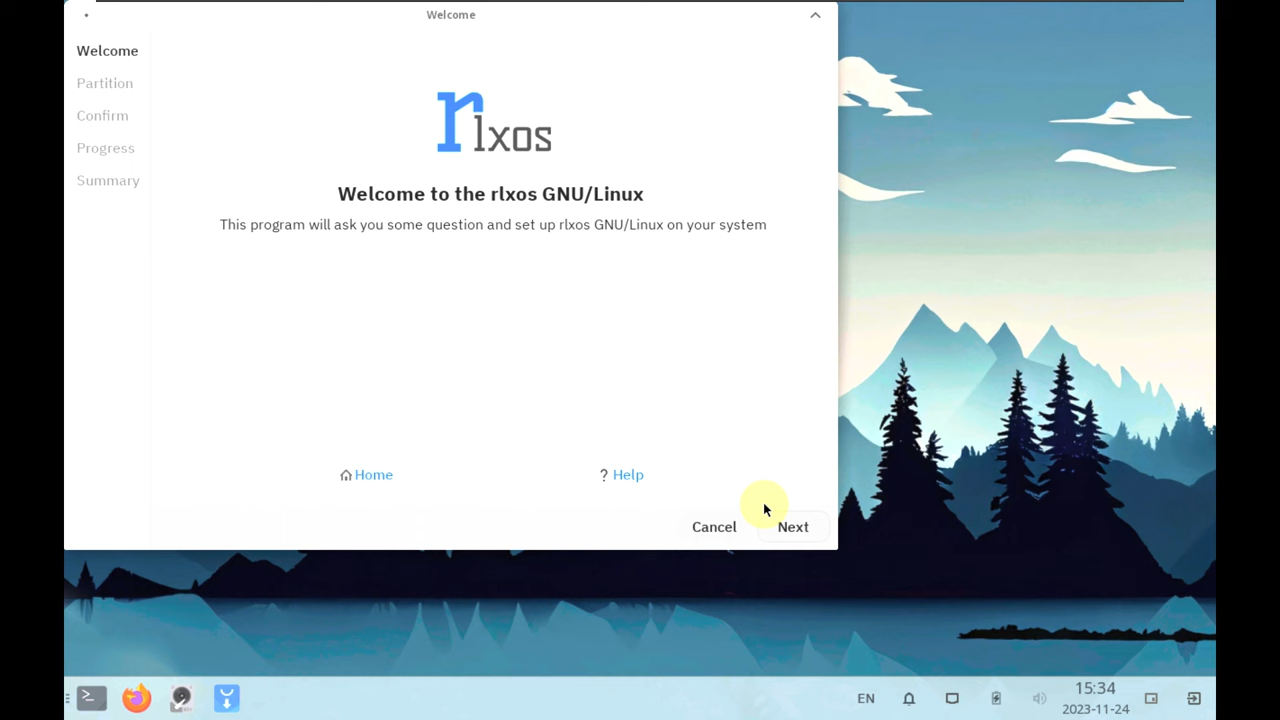 Welcome
Welcome
Partition
Confirm
Progress
Summary
rlxos
Welcome to the rlxos GNU/Linux
This program will ask you some question and set up rlxos GNU/Linux on your system
Home
? Help
Cancel
Next
EN
15:34
2023-11-24